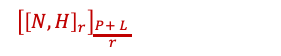 [[N, H]_r]_{\frac{P + L}{r}}